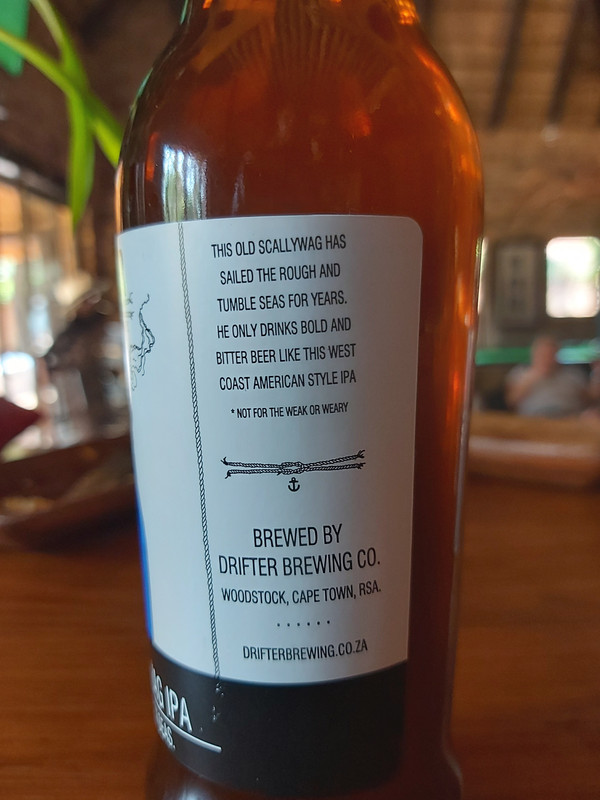 THIS OLD SCALLYWAG HAS
SAILED THE ROUGH AND
TUMBLE SEAS FOR YEARS.
HE ONLY DRINKS BOLD AND
BITTER BEER LIKE THIS WEST
COAST AMERICAN STYLE IPA
* NOT FOR THE WEAK OR WEARY
BREWED BY
DRIFTER BREWING CO.
WOODSTOCK, CAPE TOWN, RSA.
DRIFTERBREWING.CO.ZA
IPA